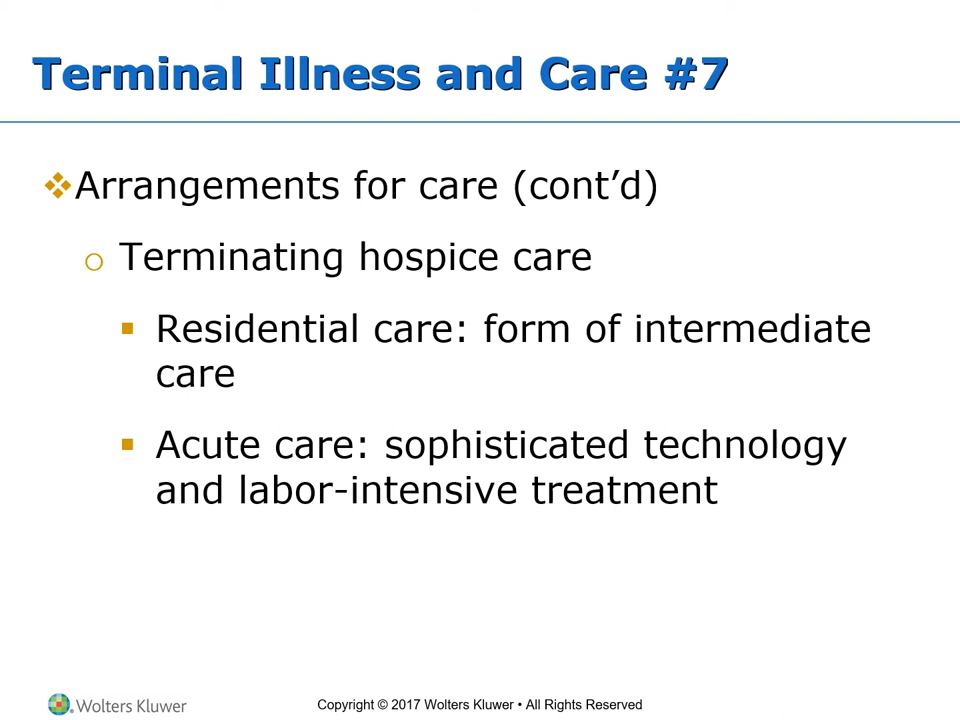 Terminal Illness and Care #7
❖Arrangements for care (cont’d)
o Terminating hospice care
▪ Residential care: form of intermediate
care
▪ Acute care: sophisticated technology
and labor-intensive treatment
Wolters Kluwer
Copyright © 2017 Wolters Kluwer • All Rights Reserved